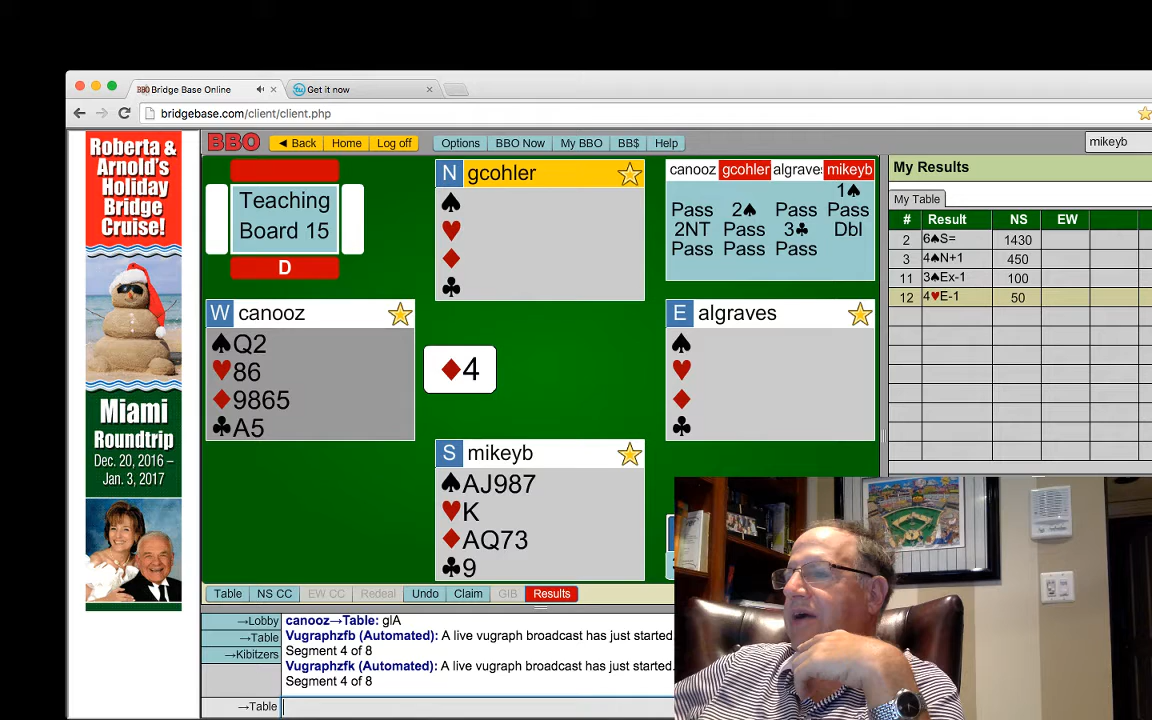 Bridge Base Online
Get it now
bridgebase.com/client/client.php
Roberta &
Arnold's
Holiday
Bridge
Cruise!
Miami
Roundtrip
Dec. 20, 2016 –
Jan. 3, 2017
BBO
◄ Back Home Log off Options BBO Now My BBO BB$ Help mikeyb
Teaching
Board 15
D
N gcohler
♠
♥
♦
♣
canooz gcohler algraves mikeyb
1♠
Pass 2♠ Pass Pass
2NT Pass 3♣ Dbl
Pass Pass Pass
W canooz
♠Q2
♥86
♦9865
♣A5
♦4
E algraves
♠
♥
♦
♣
S mikeyb
♠AJ987
♥K
♦AQ73
♣9
My Results
My Table
# Result NS EW
2 6♠S= 1430
3 4♠N+1 450
11 3♠Ex-1 100
12 4♥E-1 50
Table NS CC EW CC Redeal Undo Claim GIB Results
→Lobby
→Table
→Kibitzers
canooz→Table: glA
Vugraphzfb (Automated): A live vugraph broadcast has just started.
Segment 4 of 8
Vugraphzfk (Automated): A live vugraph broadcast has just started.
Segment 4 of 8
→Table